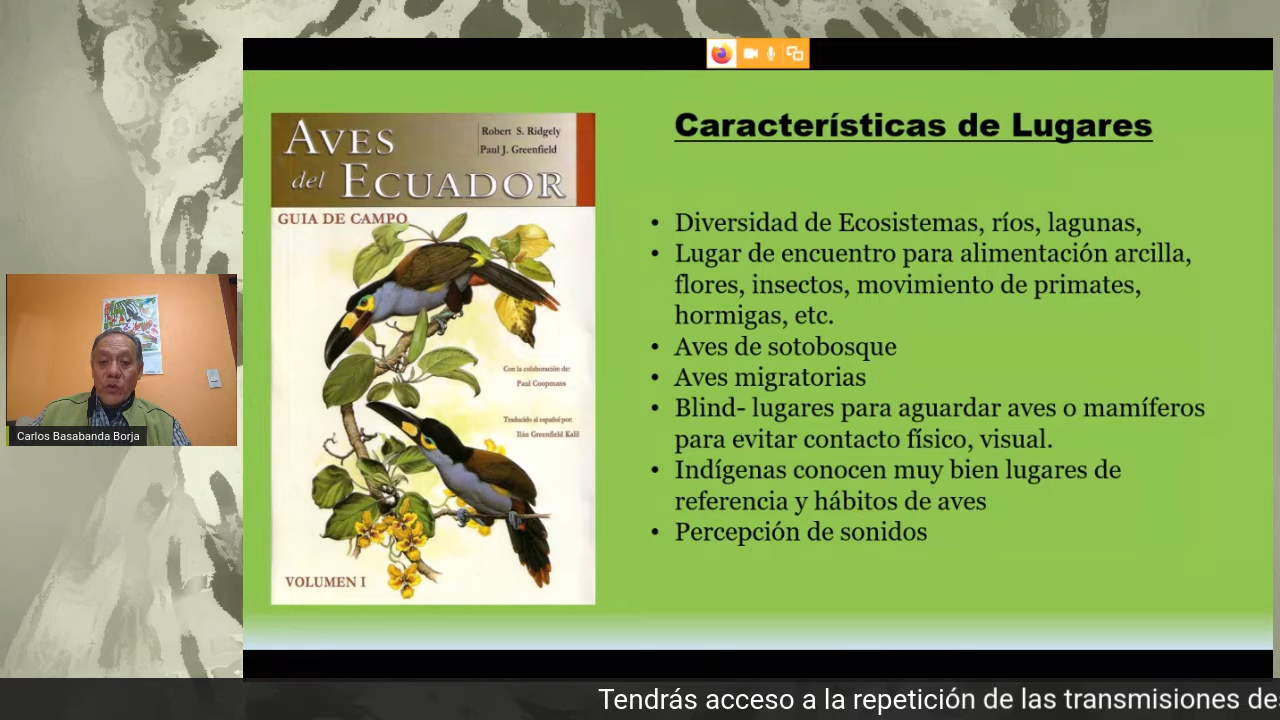 AVES
del ECUADOR
Robert S. Ridgely
Paul J. Greenfield
GUIA DE CAMPO
Con la colaboración de:
Paul Coopmans
Traducido al español por:
Ilán Greenfield Kalil
VOLUMEN I
Características de Lugares
• Diversidad de Ecosistemas, ríos, lagunas,
• Lugar de encuentro para alimentación arcilla,
flores, insectos, movimiento de primates,
hormigas, etc.
• Aves de sotobosque
• Aves migratorias
• Blind- lugares para aguardar aves o mamíferos
para evitar contacto físico, visual.
• Indígenas conocen muy bien lugares de
referencia y hábitos de aves
• Percepción de sonidos
Carlos Basabanda Borja
Tendrás acceso a la repetición de las transmisiones de